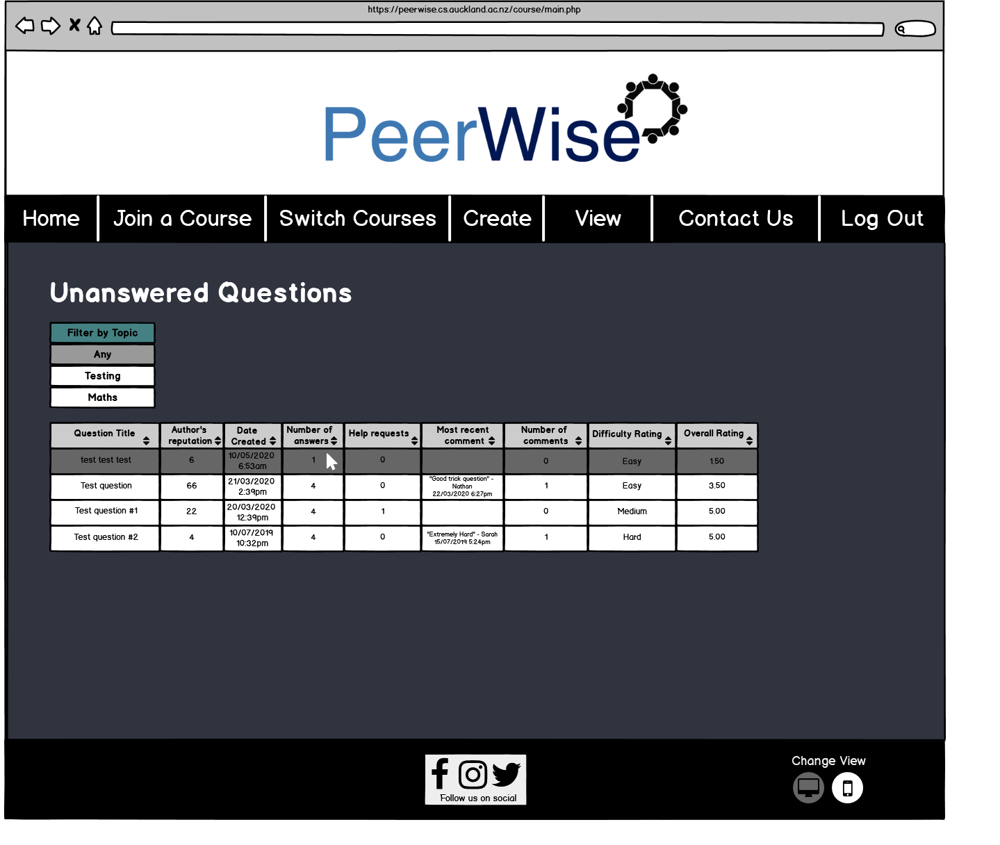 https://peerwise.cs.auckland.ac.nz/course/main.php
PeerWise
Home Join a Course Switch Courses Create View Contact Us Log Out
Unanswered Questions
Filter by Topic
Any
Testing
Maths
Question Title Author's reputation Date Created Number of answers Help requests Most recent comment Number of comments Difficulty Rating Overall Rating
test test test 6 10/05/2020 6:53am 1 0 0 Easy 1.50
Test question 66 21/03/2020 2:39pm 4 0 "Good trick question" - Nathan 22/03/2020 6:27pm 1 Easy 3.50
Test question #1 22 20/03/2020 12:39pm 4 1 0 Medium 5.00
Test question #2 4 10/07/2019 10:32pm 4 0 "Extremely Hard" - Sarah 15/07/2019 5:24pm 1 Hard 5.00
Change View
Follow us on social